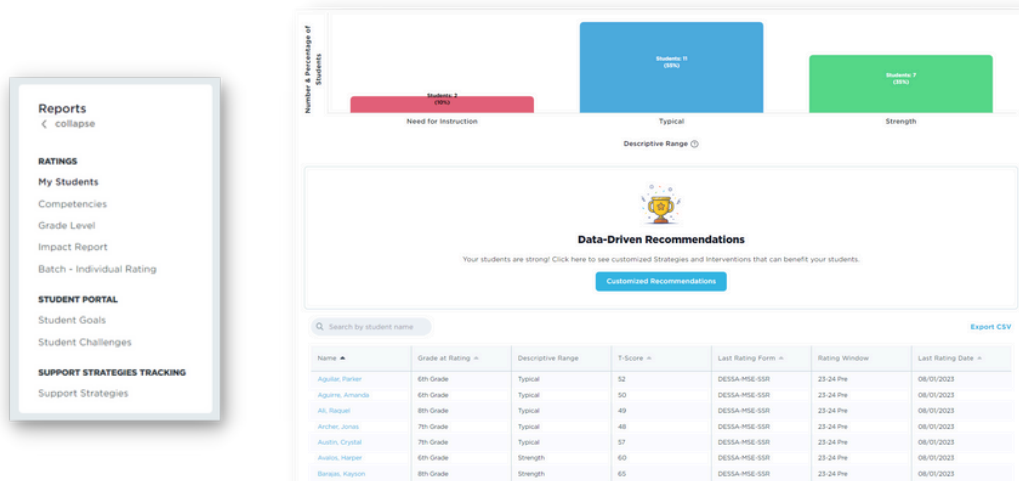 Reports
collapse
RATINGS
My Students
Competencies
Grade Level
Impact Report
Batch - Individual Rating
STUDENT PORTAL
Student Goals
Student Challenges
SUPPORT STRATEGIES TRACKING
Support Strategies
Number & Percentage of
Students
Students: 2
(10%)
Students: 11
(55%)
Students: 7
(35%)
Need for Instruction Typical Strength
Descriptive Range
Data-Driven Recommendations
Your students are strong! Click here to see customized Strategies and Interventions that can benefit your students.
Customized Recommendations
Search by student name Export CSV
Name Grade at Rating Descriptive Range T-Score Last Rating Form Rating Window Last Rating Date
Aguilar, Parker 6th Grade Typical 52 DESSA-MSE-SSR 23-24 Pre 08/01/2023
Aguirre, Amanda 6th Grade Typical 50 DESSA-MSE-SSR 23-24 Pre 08/01/2023
Ali, Raquel 8th Grade Typical 49 DESSA-MSE-SSR 23-24 Pre 08/01/2023
Archer, Jonas 7th Grade Typical 48 DESSA-MSE-SSR 23-24 Pre 08/01/2023
Austin, Crystal 7th Grade Typical 57 DESSA-MSE-SSR 23-24 Pre 08/01/2023
Avalos, Harper 6th Grade Strength 60 DESSA-MSE-SSR 23-24 Pre 08/01/2023
Barajas, Kayson 8th Grade Strength 65 DESSA-MSE-SSR 23-24 Pre 08/01/2023